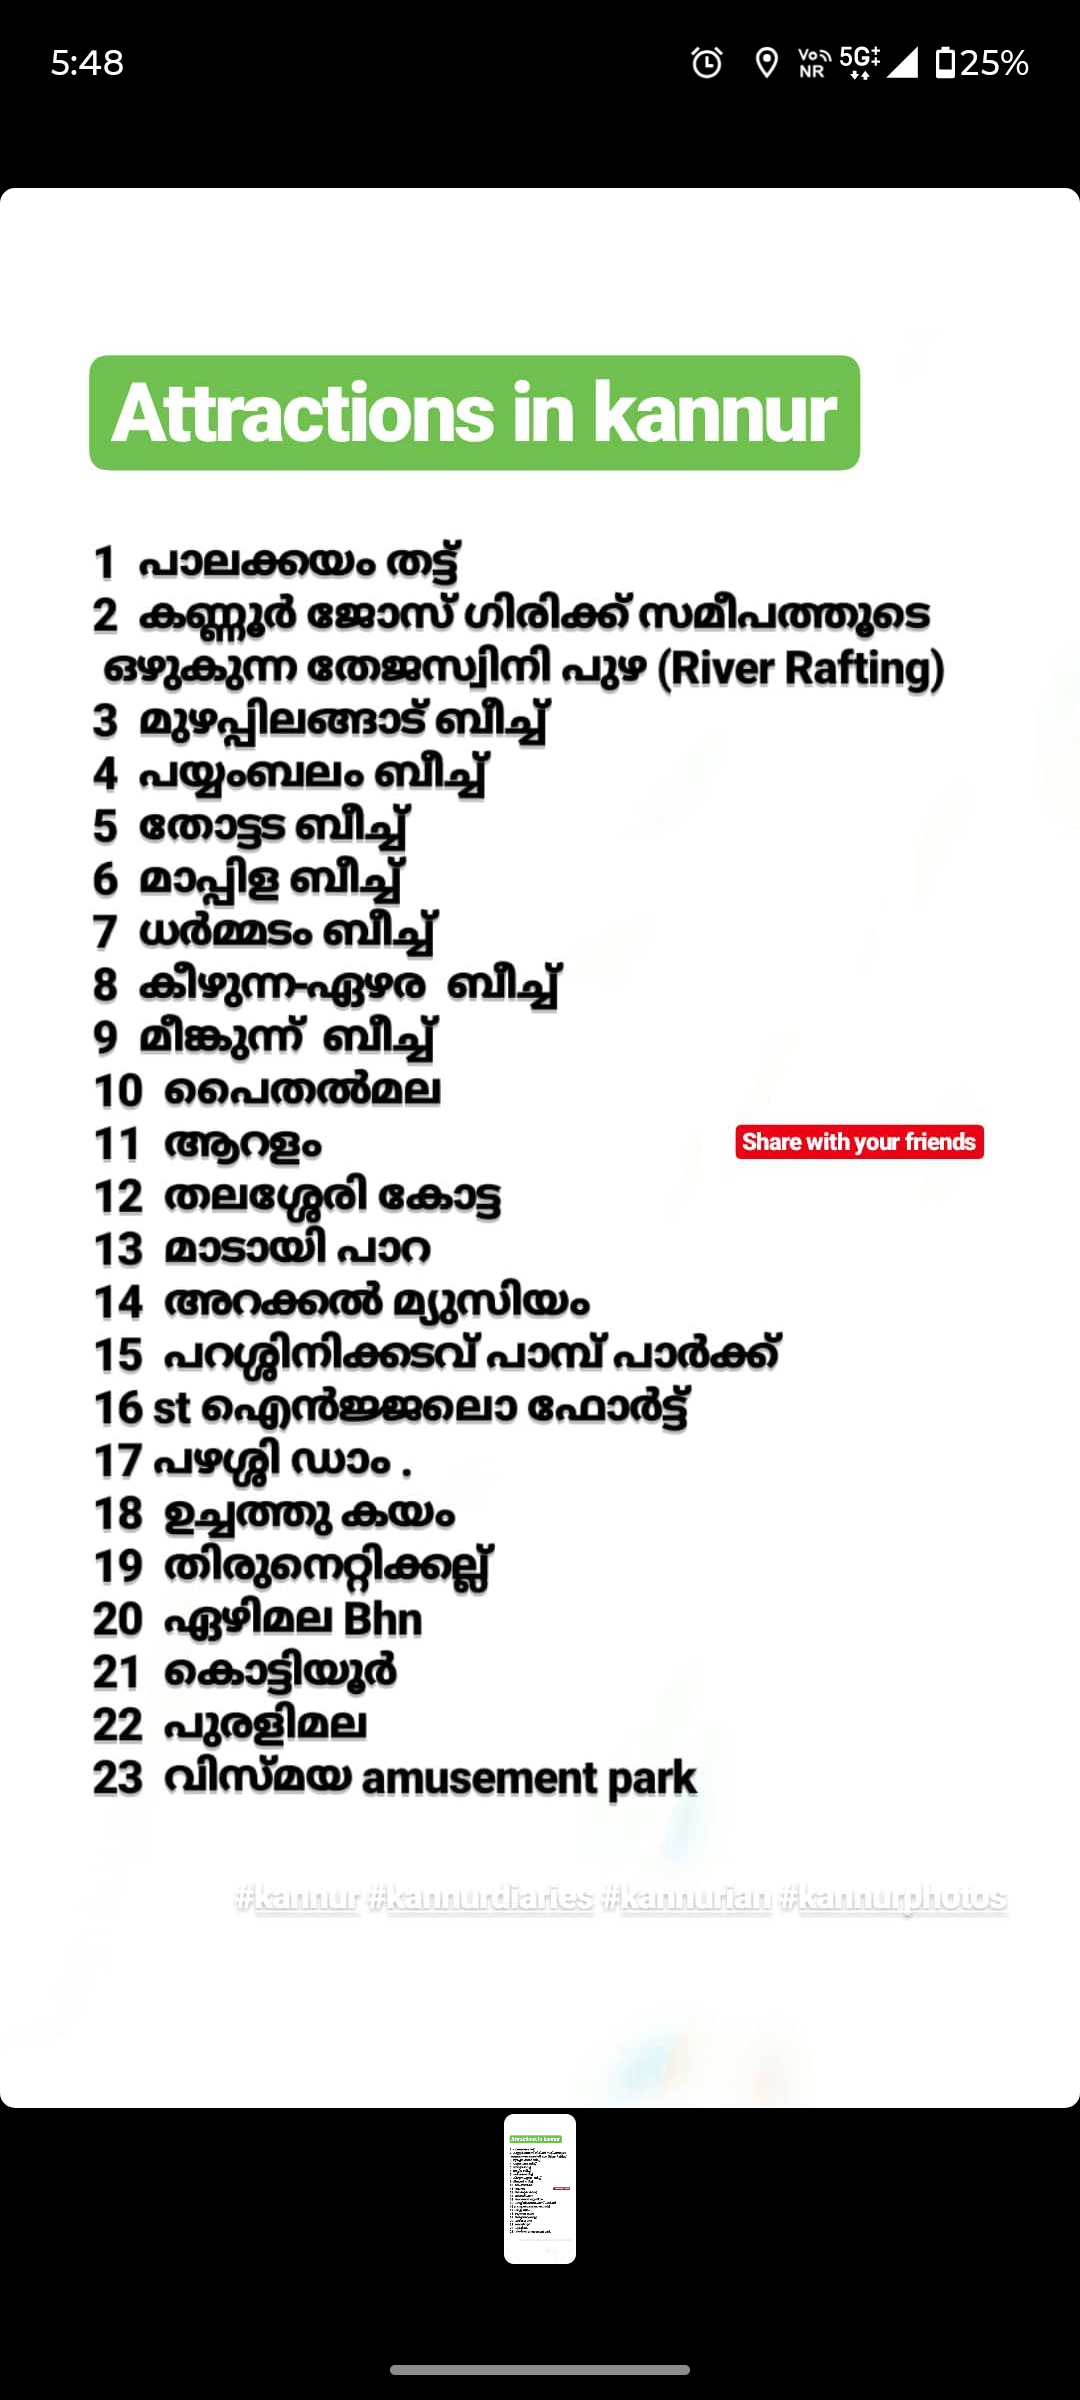 5:48
Vo NR 5G 25%
Attractions in kannur
1 പാലക്കയം തട്ട്
2 കണ്ണൂർ ജോസ് ഗിരിക്ക് സമീപത്തൂടെ
ഒഴുകുന്ന തേജസ്വിനി പുഴ (River Rafting)
3 മുഴപ്പിലങ്ങാട് ബീച്ച്
4 പയ്യംബലം ബീച്ച്
5 തോട്ടട ബീച്ച്
6 മാപ്പിള ബീച്ച്
7 ധർമ്മടം ബീച്ച്
8 കീഴുന്ന-ഏഴര ബീച്ച്
9 മീങ്കുന്ന് ബീച്ച്
10 പൈതൽമല
11 ആറളം
Share with your friends
12 തലശ്ശേരി കോട്ട
13 മാടായി പാറ
14 അറക്കൽ മ്യുസിയം
15 പറശ്ശിനിക്കടവ് പാമ്പ് പാർക്ക്
16 st ഐൻജ്ജലൊ ഫോർട്ട്
17 പഴശ്ശി ഡാം .
18 ഉച്ചത്തു കയം
19 തിരുനെറ്റിക്കല്ല്
20 ഏഴിമല Bhn
21 കൊട്ടിയൂർ
22 പുരളിമല
23 വിസ്മയ amusement park
#kannur #kannurdiaries #kannurian #kannurphotos